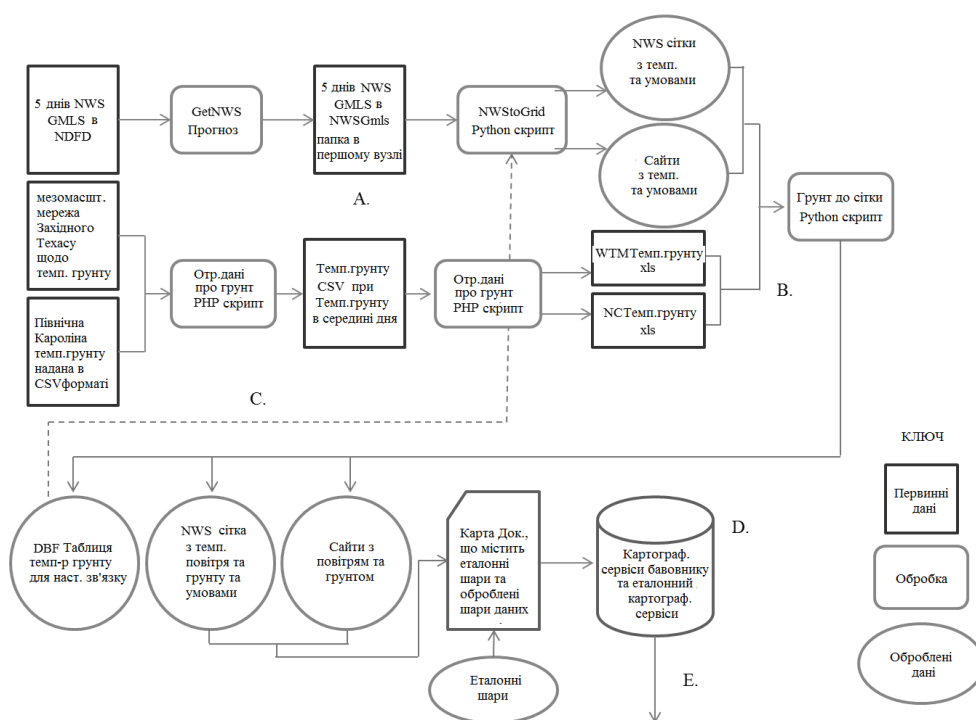 5 днів NWS
GMLS в
NDFD
GetNWS
Прогноз
5 днів NWS
GMLS в
NWSGmls
папка в
першому вузлі
NWStoGrid
Python скрипт
NWS сітки
з темп.
та умовами
Сайти
з темп.
та умовами
A.
мезомасшт.
мережа
Західного
Техасу
щодо
темп. грунту
Північна
Кароліна
темп.грунту
надана в
CSVформаті
Отр.дані
про грунт
PHP скрипт
Темп.грунту
CSV при
Темп.грунту
в середині дня
Отр.дані
про грунт
PHP скрипт
WTMТемп.грунту
xls
NCТемп.грунту
xls
B.
Грунт до сітки
Python скрипт
C.
DBF Таблиця
темп-р грунту
для наст. зв'язку
NWS сітка
з темп.
повітря та
грунту та
умовами
Сайти з
повітрям та
грунтом
Карта Док.,
що містить
еталонні
шари та
оброблені
шари даних
Еталонні
шари
Картограф.
сервіси бавовнику
та еталонний
картограф.
сервіси
D.
E.
КЛЮЧ
Первинні
дані
Обробка
Оброблені
дані